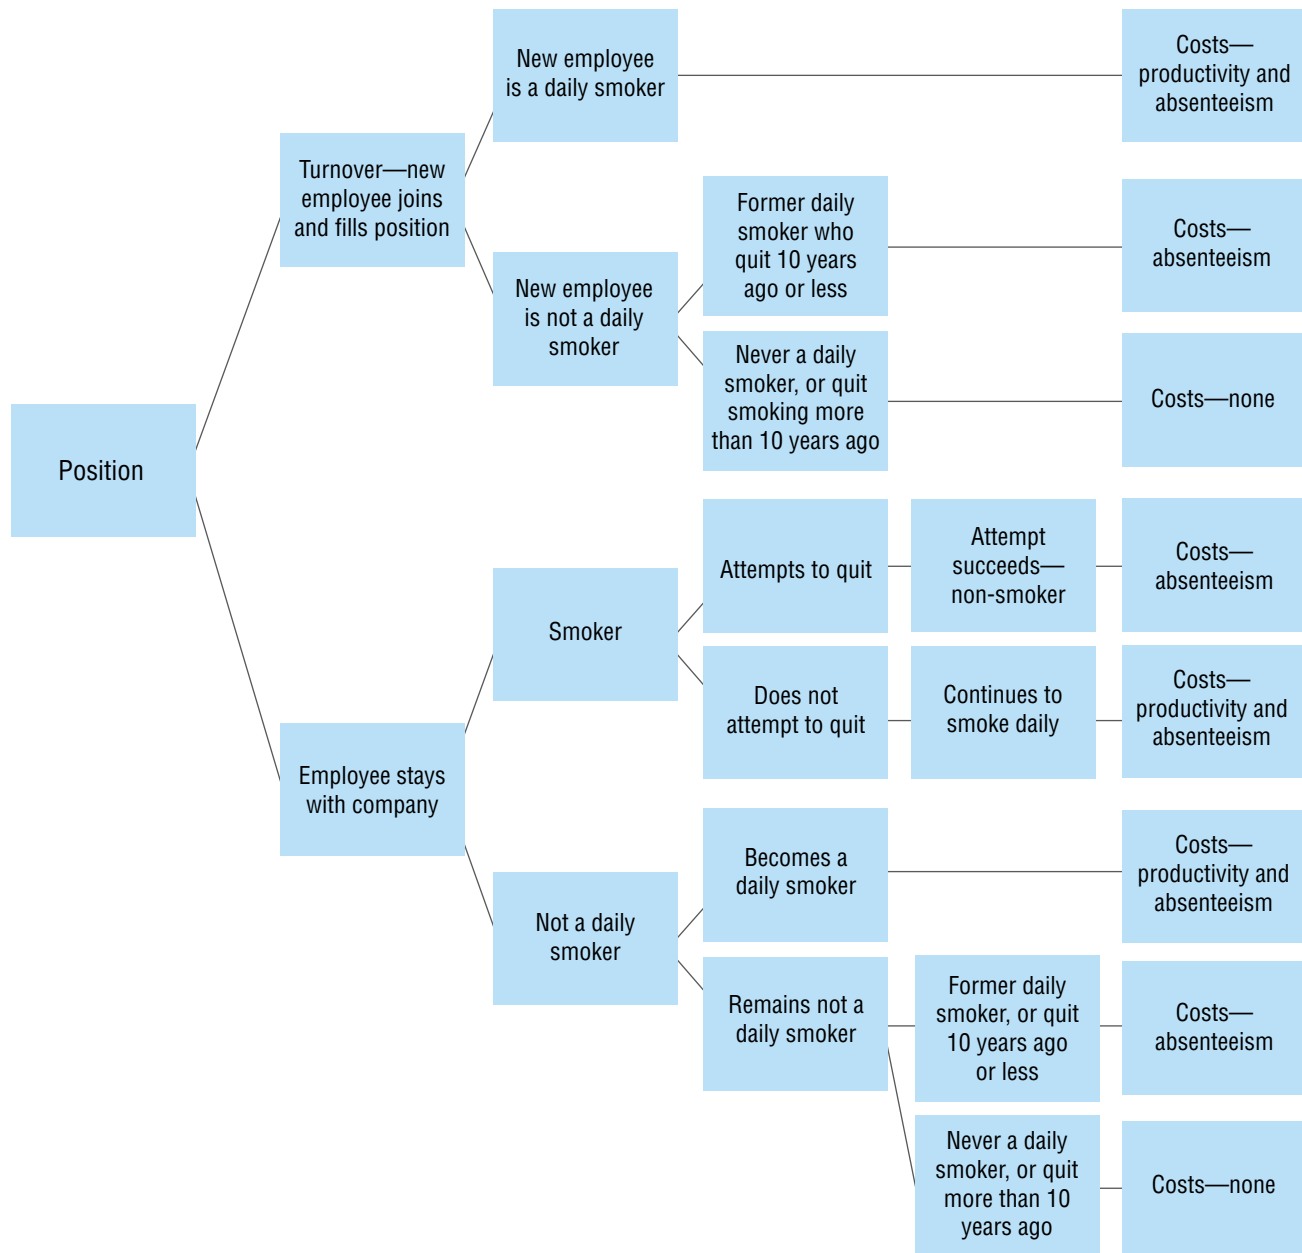 Position
Turnover—new
employee joins
and fills position
New employee
is a daily smoker
Costs—
productivity and
absenteeism
New employee
is not a daily
smoker
Former daily
smoker who
quit 10 years
ago or less
Costs—
absenteeism
Never a daily
smoker, or quit
smoking more
than 10 years ago
Costs—none
Employee stays
with company
Smoker
Attempts to quit
Attempt
succeeds—
non-smoker
Costs—
absenteeism
Does not
attempt to quit
Continues to
smoke daily
Costs—
productivity and
absenteeism
Not a daily
smoker
Becomes a
daily smoker
Costs—
productivity and
absenteeism
Remains not a
daily smoker
Former daily
smoker, or quit
10 years ago
or less
Costs—
absenteeism
Never a daily
smoker, or quit
more than 10
years ago
Costs—none